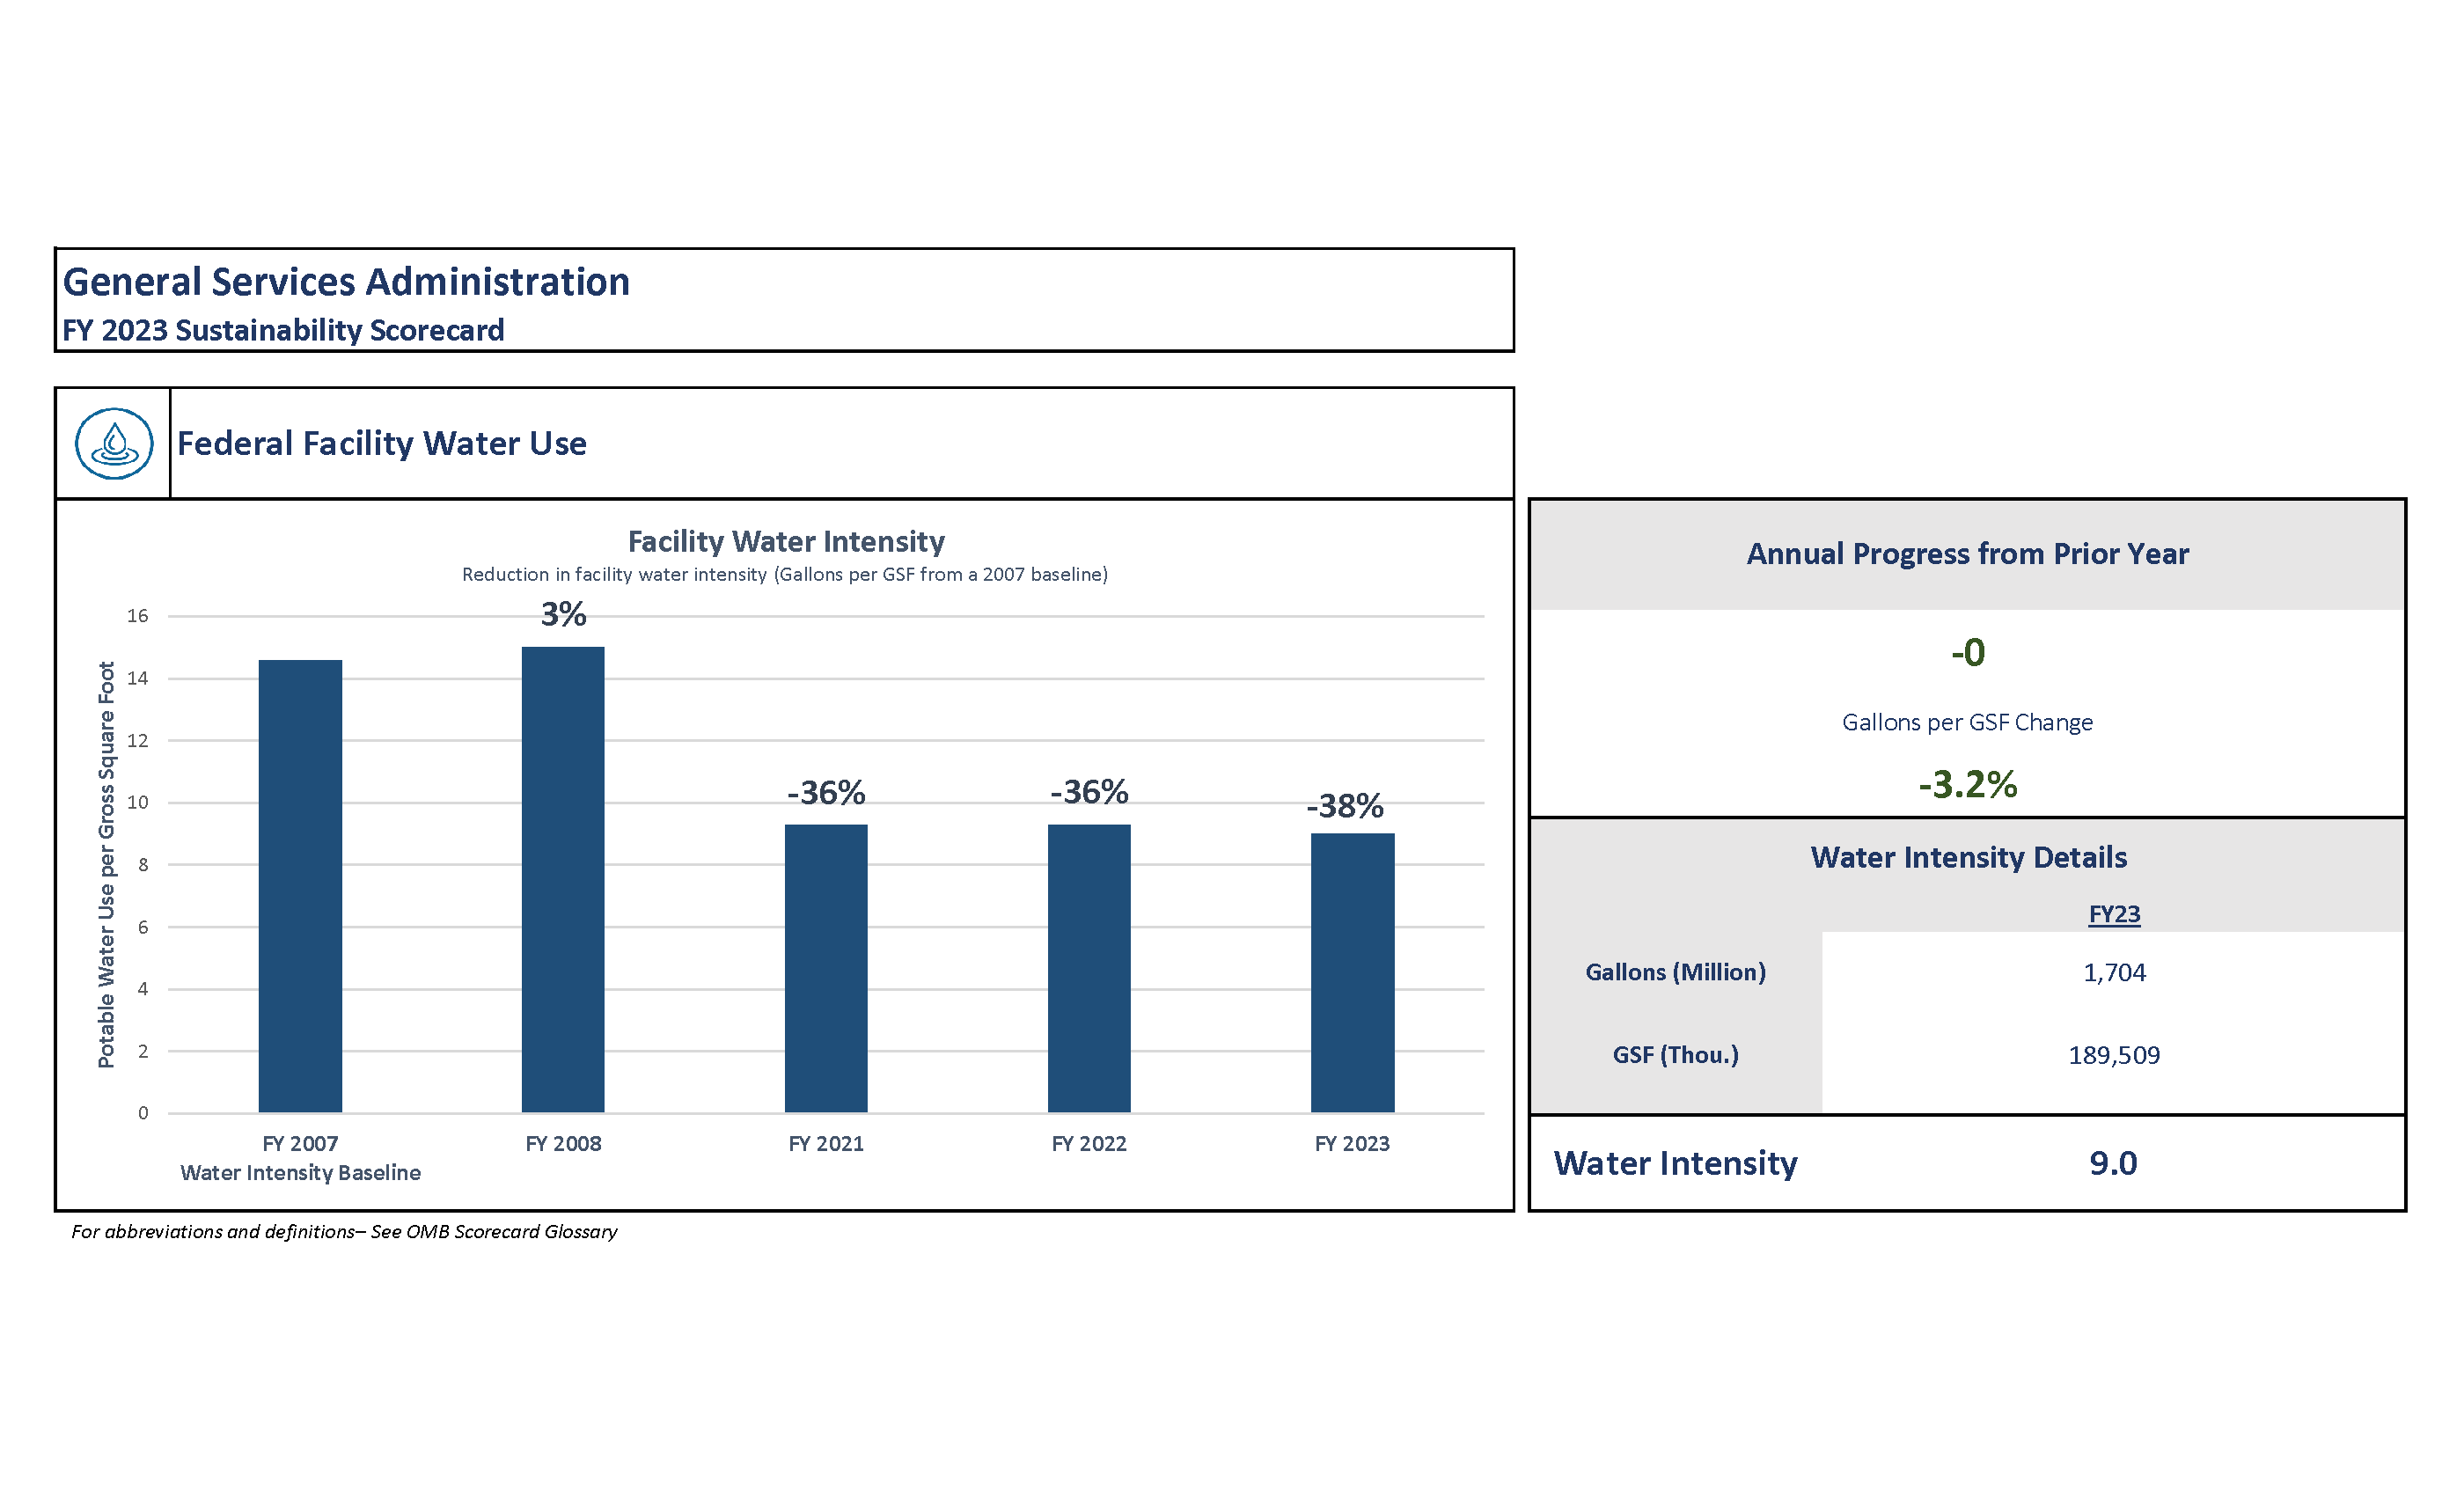 General Services Administration
FY 2023 Sustainability Scorecard
Federal Facility Water Use
Facility Water Intensity
Reduction in facility water intensity (Gallons per GSF from a 2007 baseline)
Potable Water Use per Gross Square Foot
16
14
12
10
8
6
4
2
0
3%
-36%
-36%
-38%
FY 2007
Water Intensity Baseline
FY 2008
FY 2021
FY 2022
FY 2023
For abbreviations and definitions– See OMB Scorecard Glossary
Annual Progress from Prior Year
-0
Gallons per GSF Change
-3.2%
Water Intensity Details
FY23
Gallons (Million) 1,704
GSF (Thou.) 189,509
Water Intensity 9.0